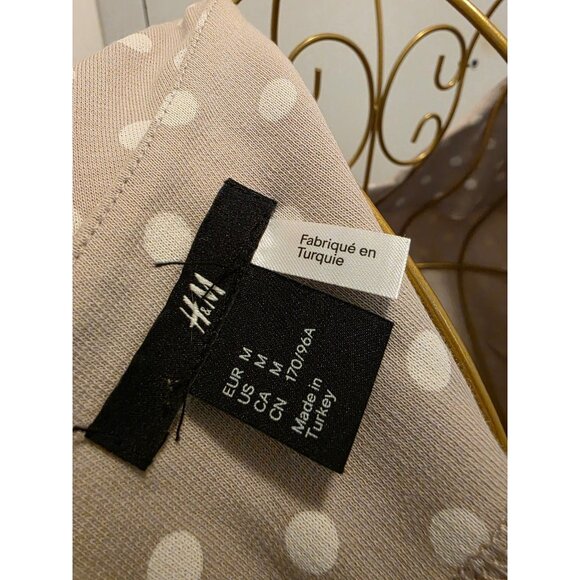 H&M
Fabriqué en
Turquie
EUR M
US M
CA M
CN 170/96A
Made in
Turkey